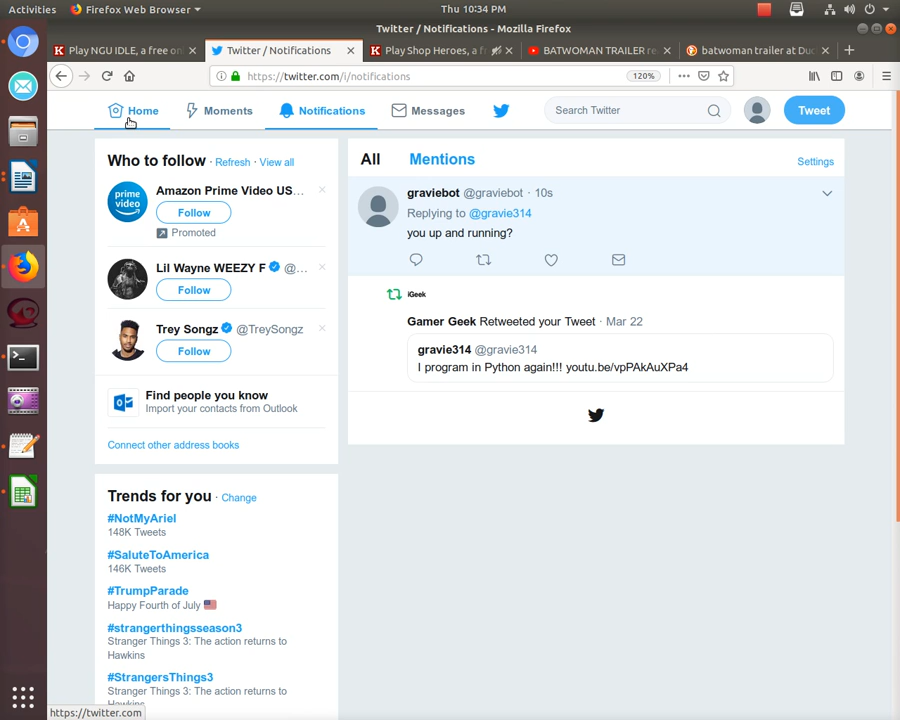 Activities
Firefox Web Browser
Thu 10:34 PM
Twitter / Notifications - Mozilla Firefox
Play NGU IDLE, a free on
Twitter / Notifications
Play Shop Heroes, a f
BATWOMAN TRAILER re
batwoman trailer at Duc
https://twitter.com/i/notifications
120%
Home
Moments
Notifications
Messages
Search Twitter
Tweet
Who to follow · Refresh · View all
prime video
Amazon Prime Video US...
Follow
Promoted
Lil Wayne WEEZY F @...
Follow
Trey Songz @TreySongz
Follow
Find people you know
Import your contacts from Outlook
Connect other address books
Trends for you · Change
#NotMyAriel
148K Tweets
#SaluteToAmerica
146K Tweets
#TrumpParade
Happy Fourth of July
#strangerthingsseason3
Stranger Things 3: The action returns to
Hawkins
#StrangersThings3
Stranger Things 3: The action returns to
Hawkins
All
Mentions
Settings
graviebot @graviebot · 10s
Replying to @gravie314
you up and running?
iGeek
Gamer Geek Retweeted your Tweet · Mar 22
gravie314 @gravie314
I program in Python again!!! youtu.be/vpPAkAuXPa4
https://twitter.com